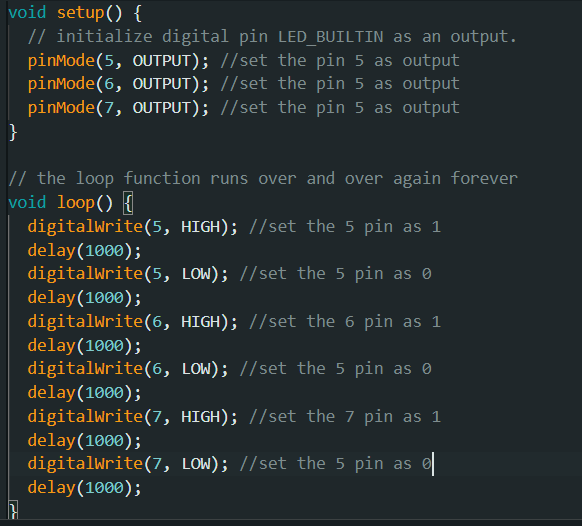 void setup() {
  // initialize digital pin LED_BUILTIN as an output.
  pinMode(5, OUTPUT); //set the pin 5 as output
  pinMode(6, OUTPUT); //set the pin 5 as output
  pinMode(7, OUTPUT); //set the pin 5 as output
}

// the loop function runs over and over again forever
void loop() {
  digitalWrite(5, HIGH); //set the 5 pin as 1
  delay(1000);
  digitalWrite(5, LOW); //set the 5 pin as 0
  delay(1000);
  digitalWrite(6, HIGH); //set the 6 pin as 1
  delay(1000);
  digitalWrite(6, LOW); //set the 5 pin as 0
  delay(1000);
  digitalWrite(7, HIGH); //set the 7 pin as 1
  delay(1000);
  digitalWrite(7, LOW); //set the 5 pin as 0
  delay(1000);
}